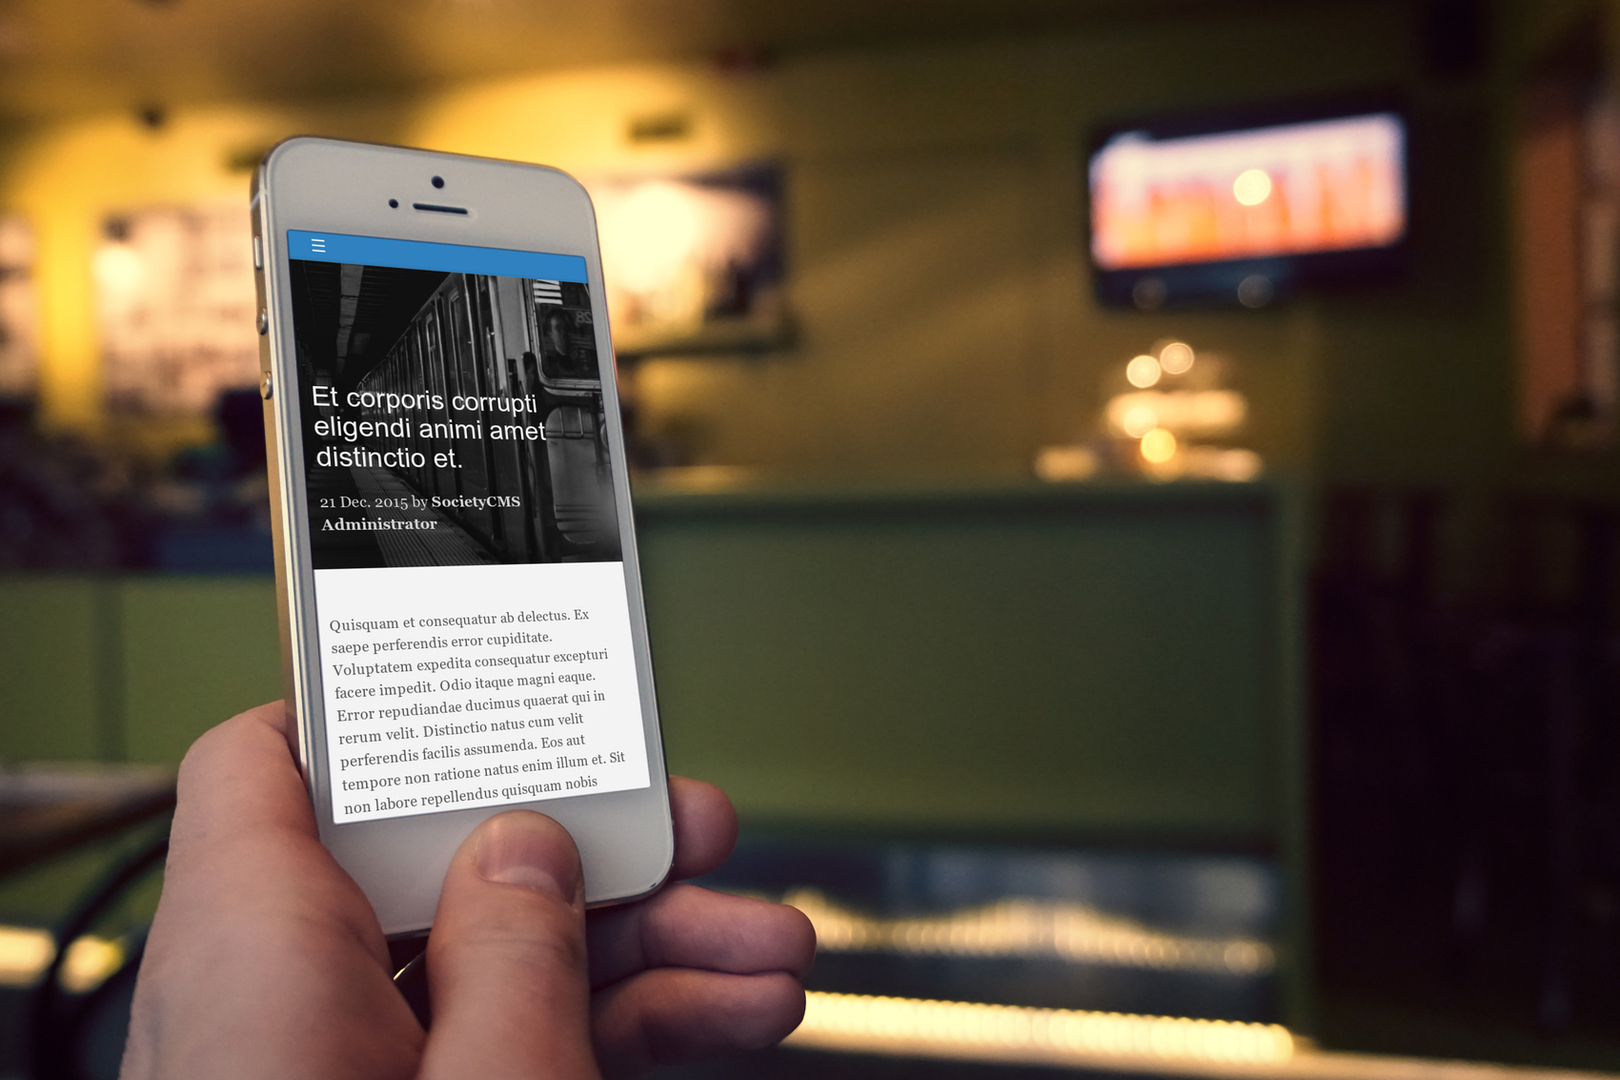 Et corporis corrupti
eligendi animi amet
distinctio et.
21 Dec. 2015 by SocietyCMS
Administrator
Quisquam et consequatur ab delectus. Ex
saepe perferendis error cupiditate.
Voluptatem expedita consequatur excepturi
facere impedit. Odio itaque magni eaque.
Error repudiandae ducimus quaerat qui in
rerum velit. Distinctio natus cum velit
perferendis facilis assumenda. Eos aut
tempore non ratione natus enim illum et. Sit
non labore repellendus quisquam nobis